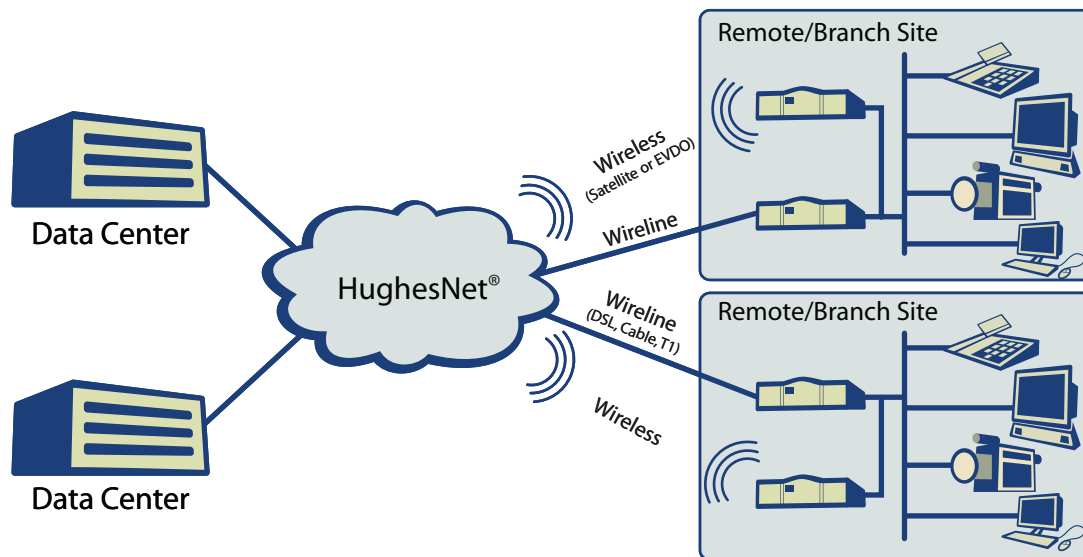 Data Center
Data Center
HughesNet®
Wireless
(Satellite or EVDO)
Wireline
Wireline
(DSL, Cable, T1)
Wireless
Remote/Branch Site
Remote/Branch Site